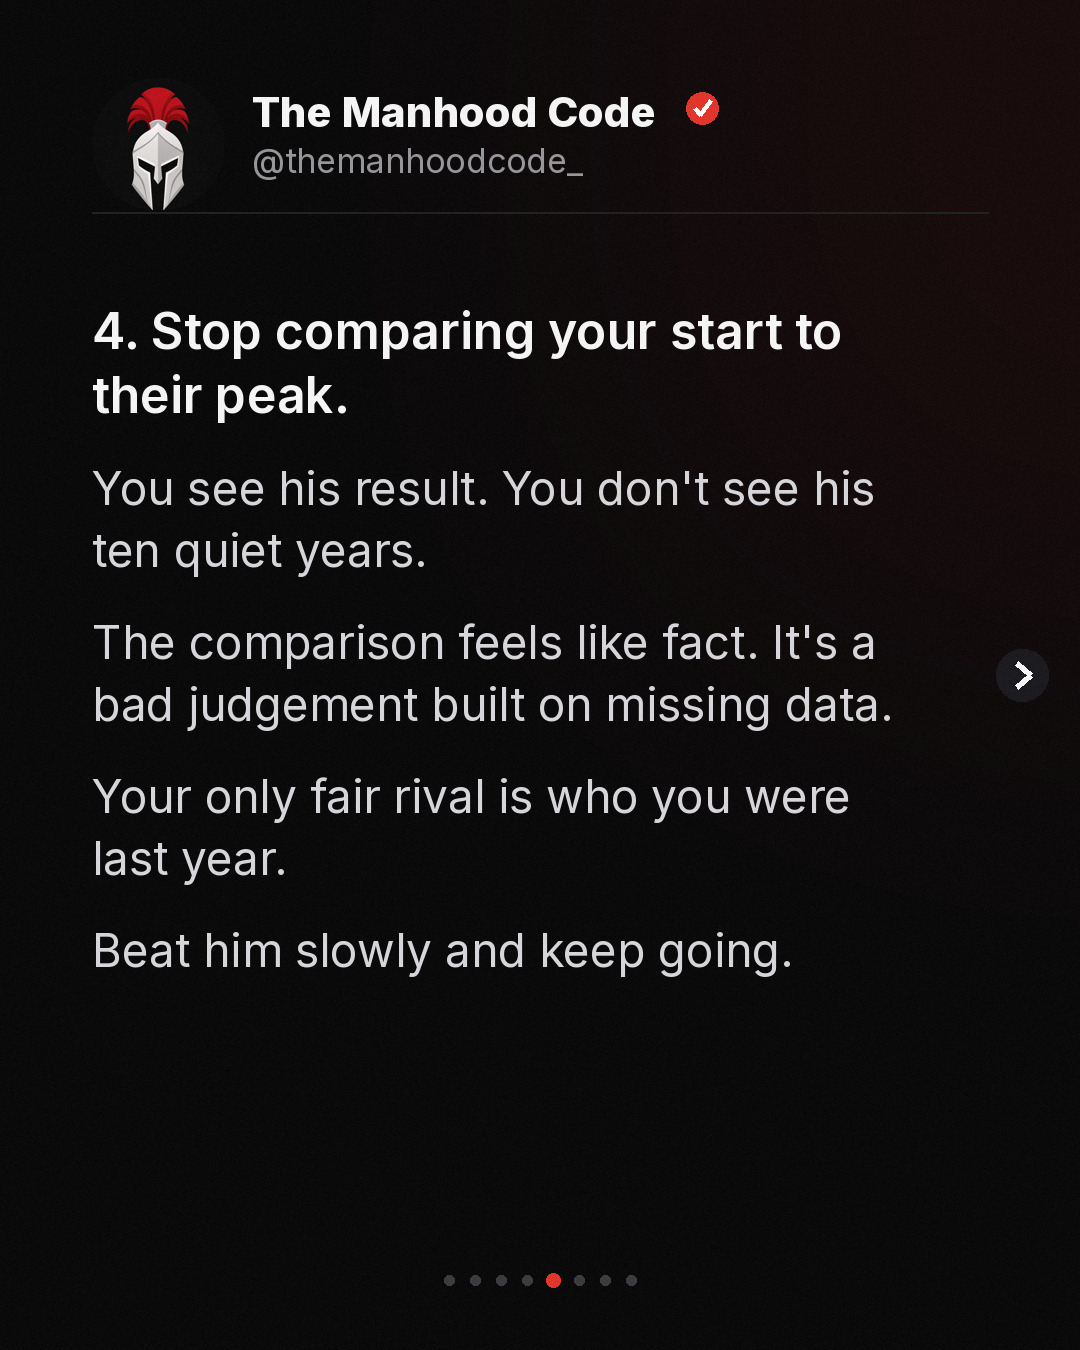 The Manhood Code
@themanhoodcode_
4. Stop comparing your start to
their peak.
You see his result. You don't see his
ten quiet years.
The comparison feels like fact. It's a
bad judgement built on missing data.
Your only fair rival is who you were
last year.
Beat him slowly and keep going.